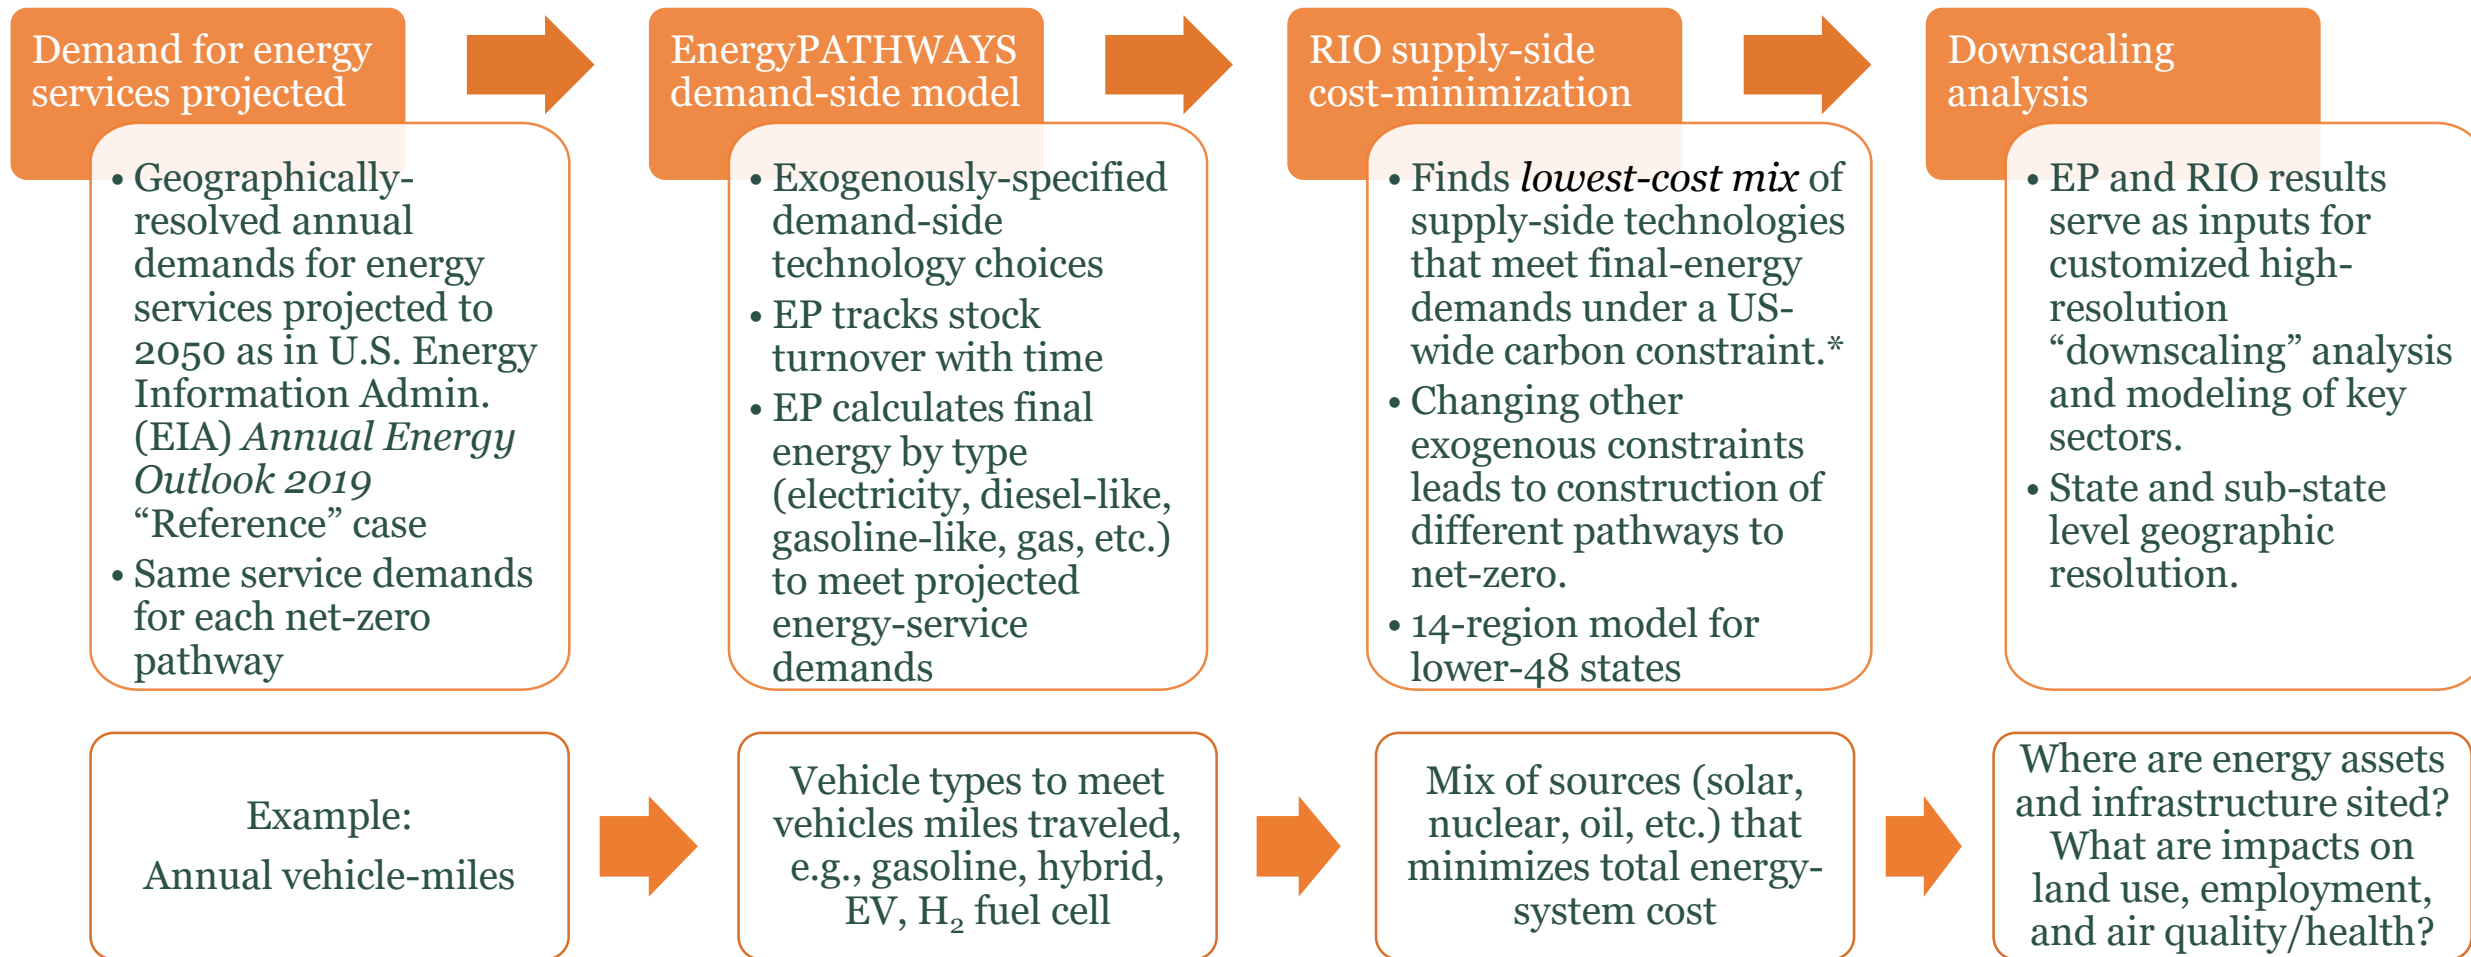 Demand for energy
services projected
• Geographically-
resolved annual
demands for energy
services projected to
2050 as in U.S. Energy
Information Admin.
(EIA) Annual Energy
Outlook 2019
“Reference” case
• Same service demands
for each net-zero
pathway
EnergyPATHWAYS
demand-side model
• Exogenously-specified
demand-side
technology choices
• EP tracks stock
turnover with time
• EP calculates final
energy by type
(electricity, diesel-like,
gasoline-like, gas, etc.)
to meet projected
energy-service
demands
RIO supply-side
cost-minimization
• Finds lowest-cost mix of
supply-side technologies
that meet final-energy
demands under a US-
wide carbon constraint.*
• Changing other
exogenous constraints
leads to construction of
different pathways to
net-zero.
• 14-region model for
lower-48 states
Downscaling
analysis
• EP and RIO results
serve as inputs for
customized high-
resolution
“downscaling” analysis
and modeling of key
sectors.
• State and sub-state
level geographic
resolution.
Example:
Annual vehicle-miles
Vehicle types to meet
vehicles miles traveled,
e.g., gasoline, hybrid,
EV, H₂ fuel cell
Mix of sources (solar,
nuclear, oil, etc.) that
minimizes total energy-
system cost
Where are energy assets
and infrastructure sited?
What are impacts on
land use, employment,
and air quality/health?